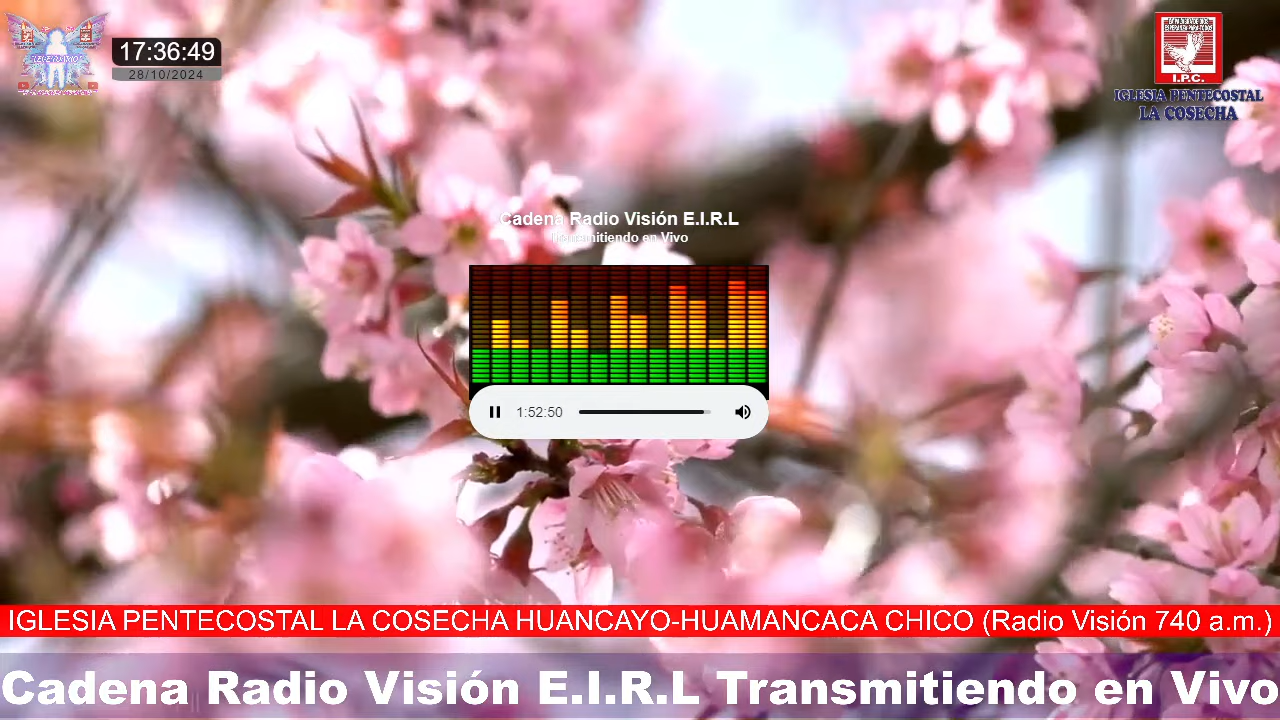 17:36:49
28/10/2024
I.P.C.
IGLESIA PENTECOSTAL
LA COSECHA
Cadena Radio Visión E.I.R.L
Transmitiendo en Vivo
1:52:50
IGLESIA PENTECOSTAL LA COSECHA HUANCAYO-HUAMANCACA CHICO (Radio Visión 740 a.m.)
Cadena Radio Visión E.I.R.L Transmitiendo en Vivo